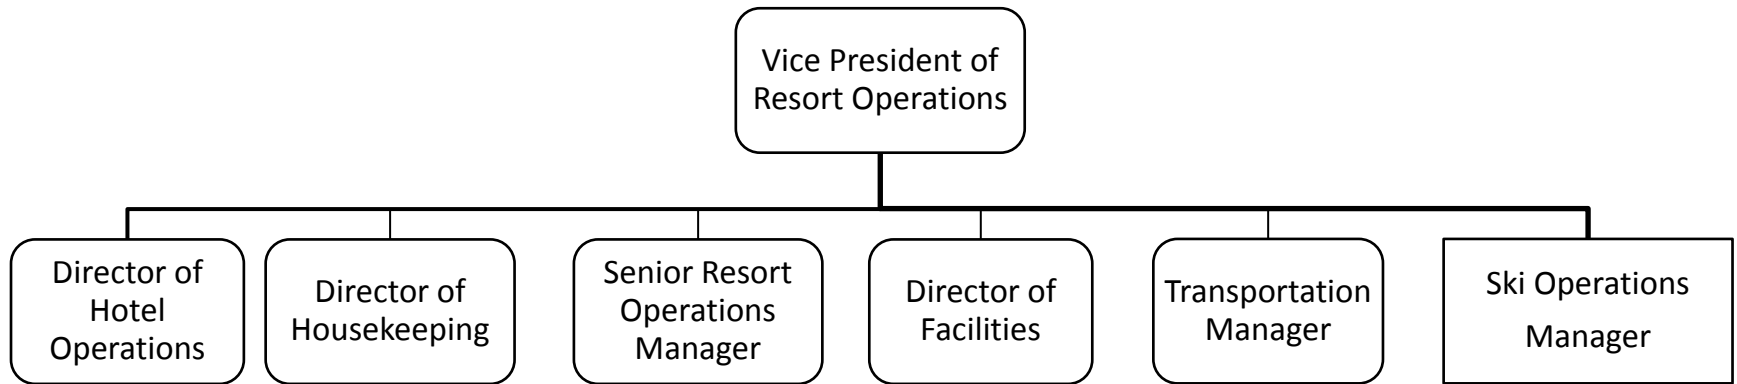 Vice President of
Resort Operations
Director of
Hotel
Operations
Director of
Housekeeping
Senior Resort
Operations
Manager
Director of
Facilities
Transportation
Manager
Ski Operations
Manager